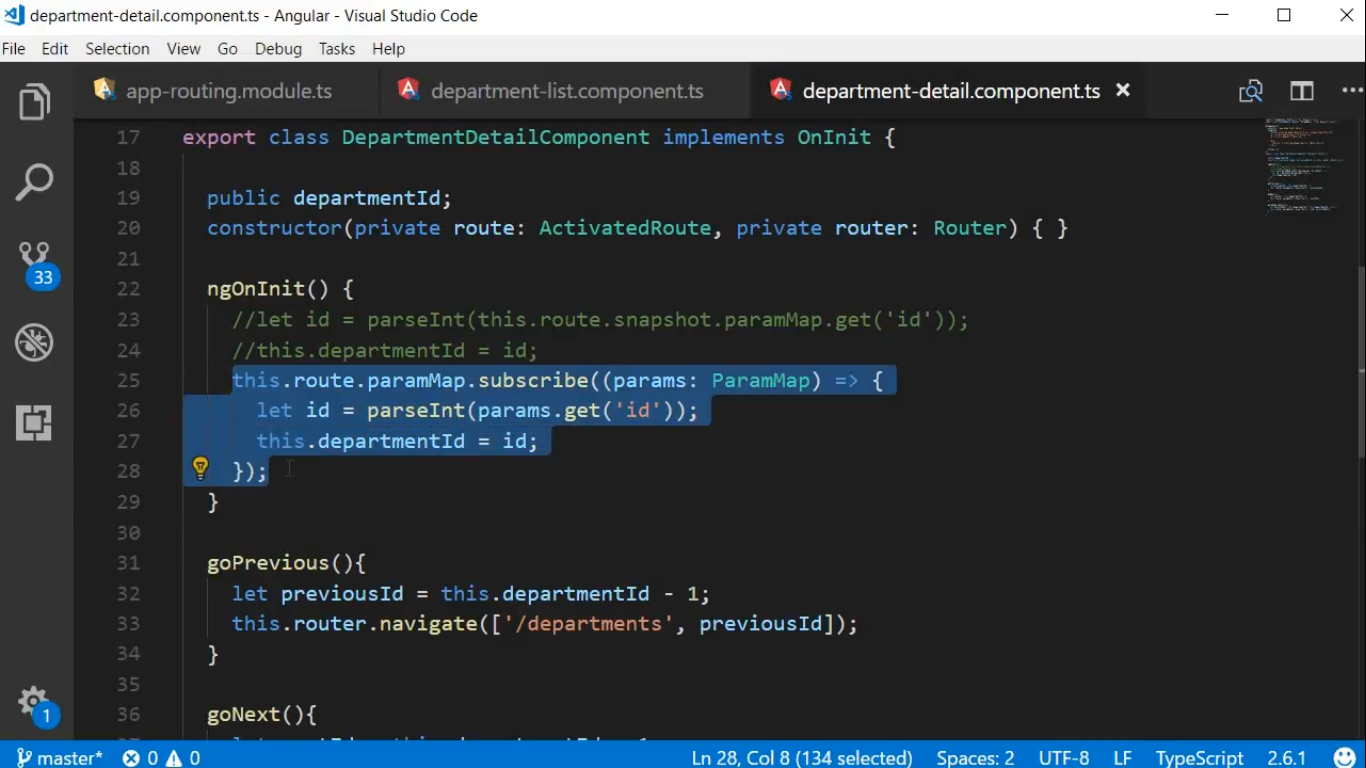 department-detail.component.ts - Angular - Visual Studio Code
File Edit Selection View Go Debug Tasks Help
app-routing.module.ts department-list.component.ts department-detail.component.ts
17 export class DepartmentDetailComponent implements OnInit {
18
19 public departmentId;
20 constructor(private route: ActivatedRoute, private router: Router) { }
21
22 ngOnInit() {
23 //let id = parseInt(this.route.snapshot.paramMap.get('id'));
24 //this.departmentId = id;
25 this.route.paramMap.subscribe((params: ParamMap) => {
26 let id = parseInt(params.get('id'));
27 this.departmentId = id;
28 });
29 }
30
31 goPrevious(){
32 let previousId = this.departmentId - 1;
33 this.router.navigate(['/departments', previousId]);
34 }
35
36 goNext(){
33
1
master* 0 0 Ln 28, Col 8 (134 selected) Spaces: 2 UTF-8 LF TypeScript 2.6.1